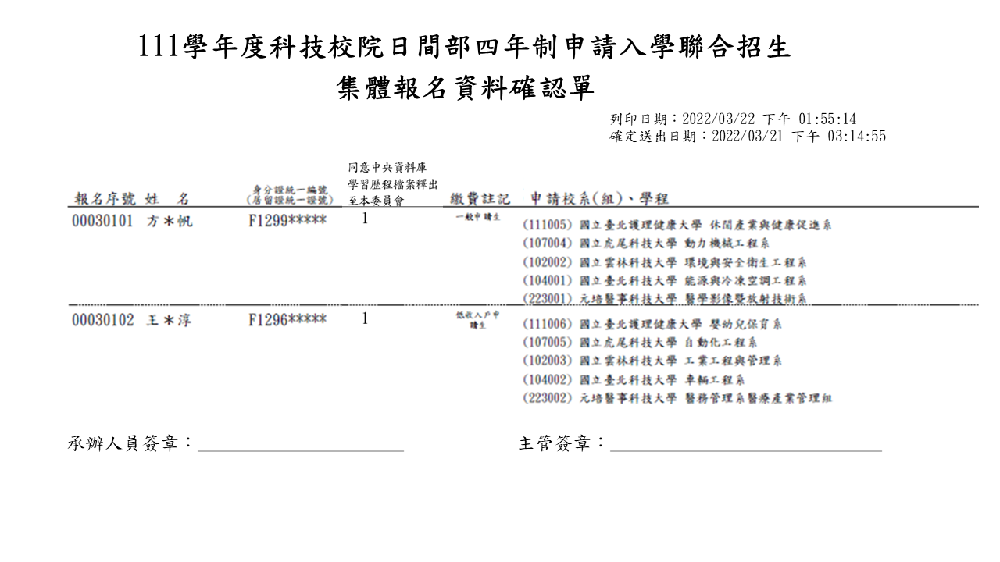 111學年度科技校院日間部四年制申請入學聯合招生
集體報名資料確認單
列印日期：2022/03/22 下午 01:55:14
確定送出日期：2022/03/21 下午 03:14:55
報名序號 姓 名 身分證統一編號 (居留證統一證號) 同意中央資料庫 學習歷程檔案釋出 至本委員會 繳費註記 申請校系(組)、學程
00030101 方＊帆 F1299***** 1 一般申請生 (111005) 國立臺北護理健康大學 休閒產業與健康促進系
(107004) 國立虎尾科技大學 動力機械工程系
(102002) 國立雲林科技大學 環境與安全衛生工程系
(104001) 國立臺北科技大學 能源與冷凍空調工程系
(223001) 元培醫事科技大學 醫學影像暨放射技術系
00030102 王＊淳 F1296***** 1 低收入戶申請生 (111006) 國立臺北護理健康大學 嬰幼兒保育系
(107005) 國立虎尾科技大學 自動化工程系
(102003) 國立雲林科技大學 工業工程與管理系
(104002) 國立臺北科技大學 車輛工程系
(223002) 元培醫事科技大學 醫務管理系醫療產業管理組
承辦人員簽章： 主管簽章：